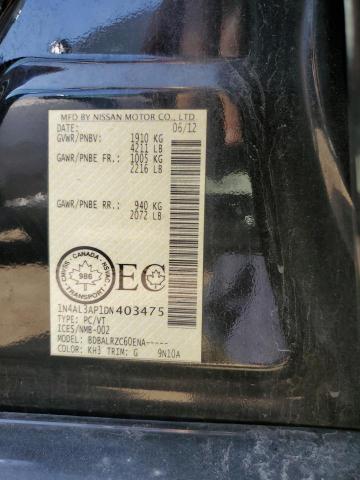 MFD BY NISSAN MOTOR CO., LTD
DATE: 06/12
GVWR/PNBV: 1910 KG
4211 LB
GAWR/PNBE FR: 1005 KG
2216 LB
GAWR/PNBE RR: 940 KG
2072 LB
CANADA
986
EC
1N4AL3AP1DN403475
TYPE: PC/VT
ICES/NMB-002
MODEL: BDBALRZC60ENA-----
COLOR: KH3 TRIM: G 9N10A